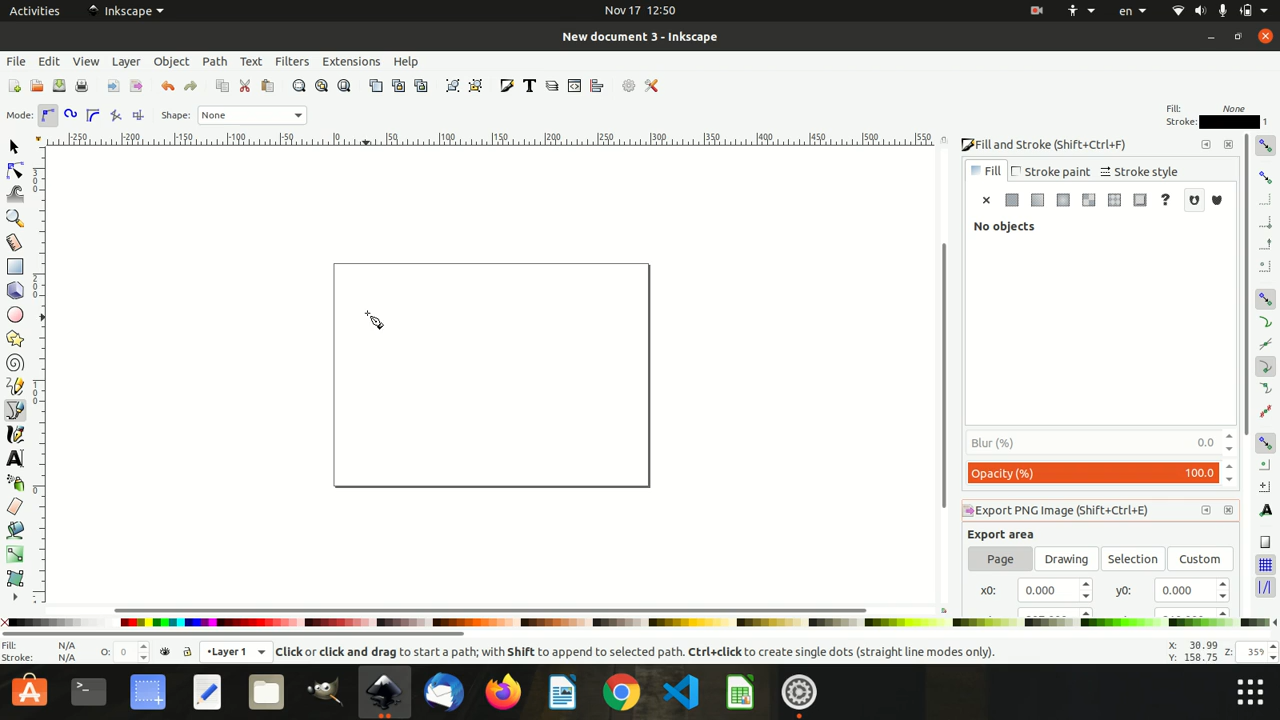 Activities Inkscape Nov 17 12:50 en
New document 3 - Inkscape
File Edit View Layer Object Path Text Filters Extensions Help
Mode: Shape: None Fill: None
Stroke: 1
-250 -200 -150 -100 -50 0 50 100 150 200 250 300 350 400 450 500 550
Fill and Stroke (Shift+Ctrl+F)
Fill Stroke paint Stroke style
No objects
300
200
100
0
Blur (%) 0.0
Opacity (%) 100.0
Export PNG Image (Shift+Ctrl+E)
Export area
Page Drawing Selection Custom
x0: 0.000 y0: 0.000
Fill: N/A
Stroke: N/A
O: 0
•Layer 1
Click or click and drag to start a path; with Shift to append to selected path. Ctrl+click to create single dots (straight line modes only).
X: 30.99
Y: 158.75
Z: 35%